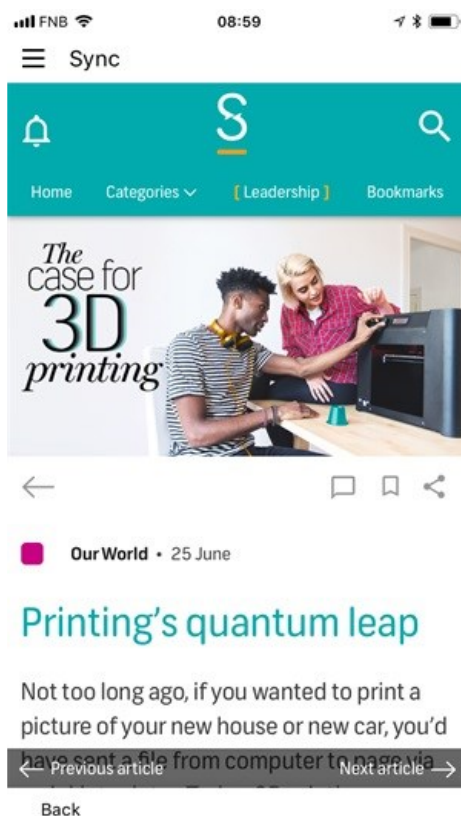 FNB 08:59
Sync
S
Home Categories [ Leadership ] Bookmarks
The
case for
3D
printing
Our World • 25 June
Printing's quantum leap
Not too long ago, if you wanted to print a
picture of your new house or new car, you'd
have sent a file from computer to page via
← Previous article Next article →
Back